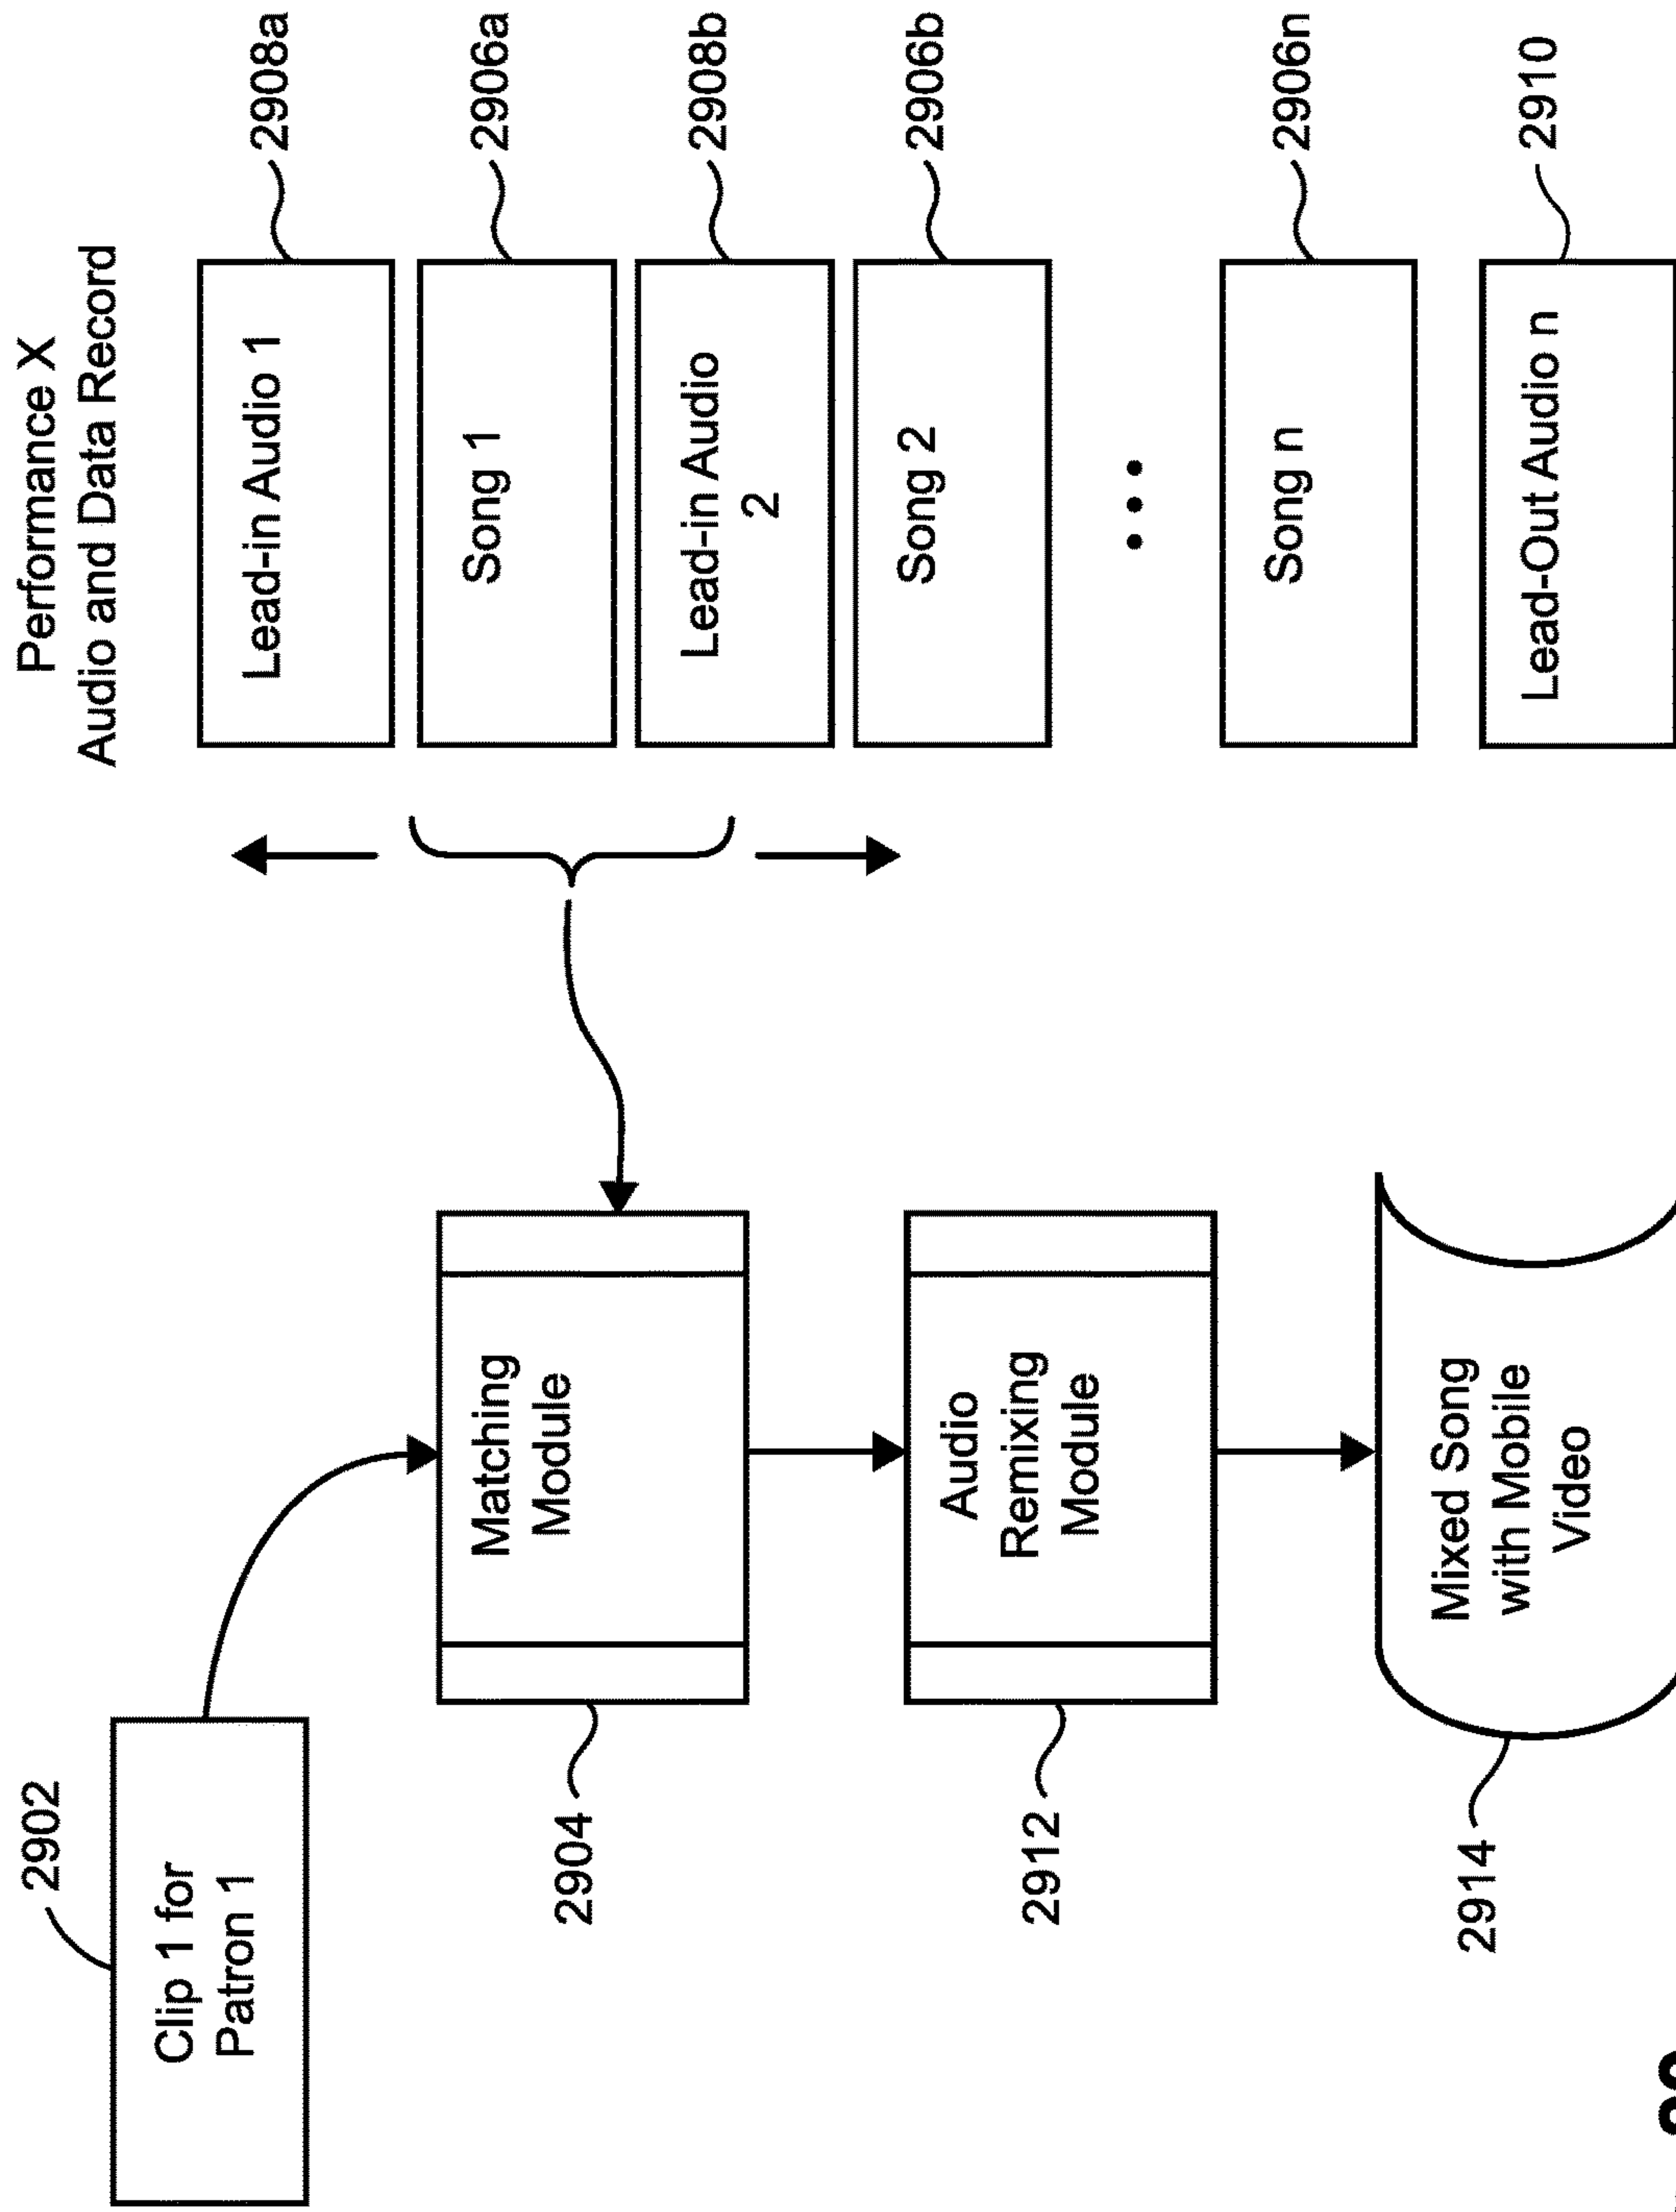 Performance X
Audio and Data Record
2902
Clip 1 for
Patron 1
Lead-in Audio 1
2908a
Song 1
2906a
Matching
Module
2904
Lead-in Audio
2
2908b
Song 2
2906b
Audio
Remixing
Module
2912
Song n
2906n
Mixed Song
with Mobile
Video
2914
Lead-Out Audio n
2910